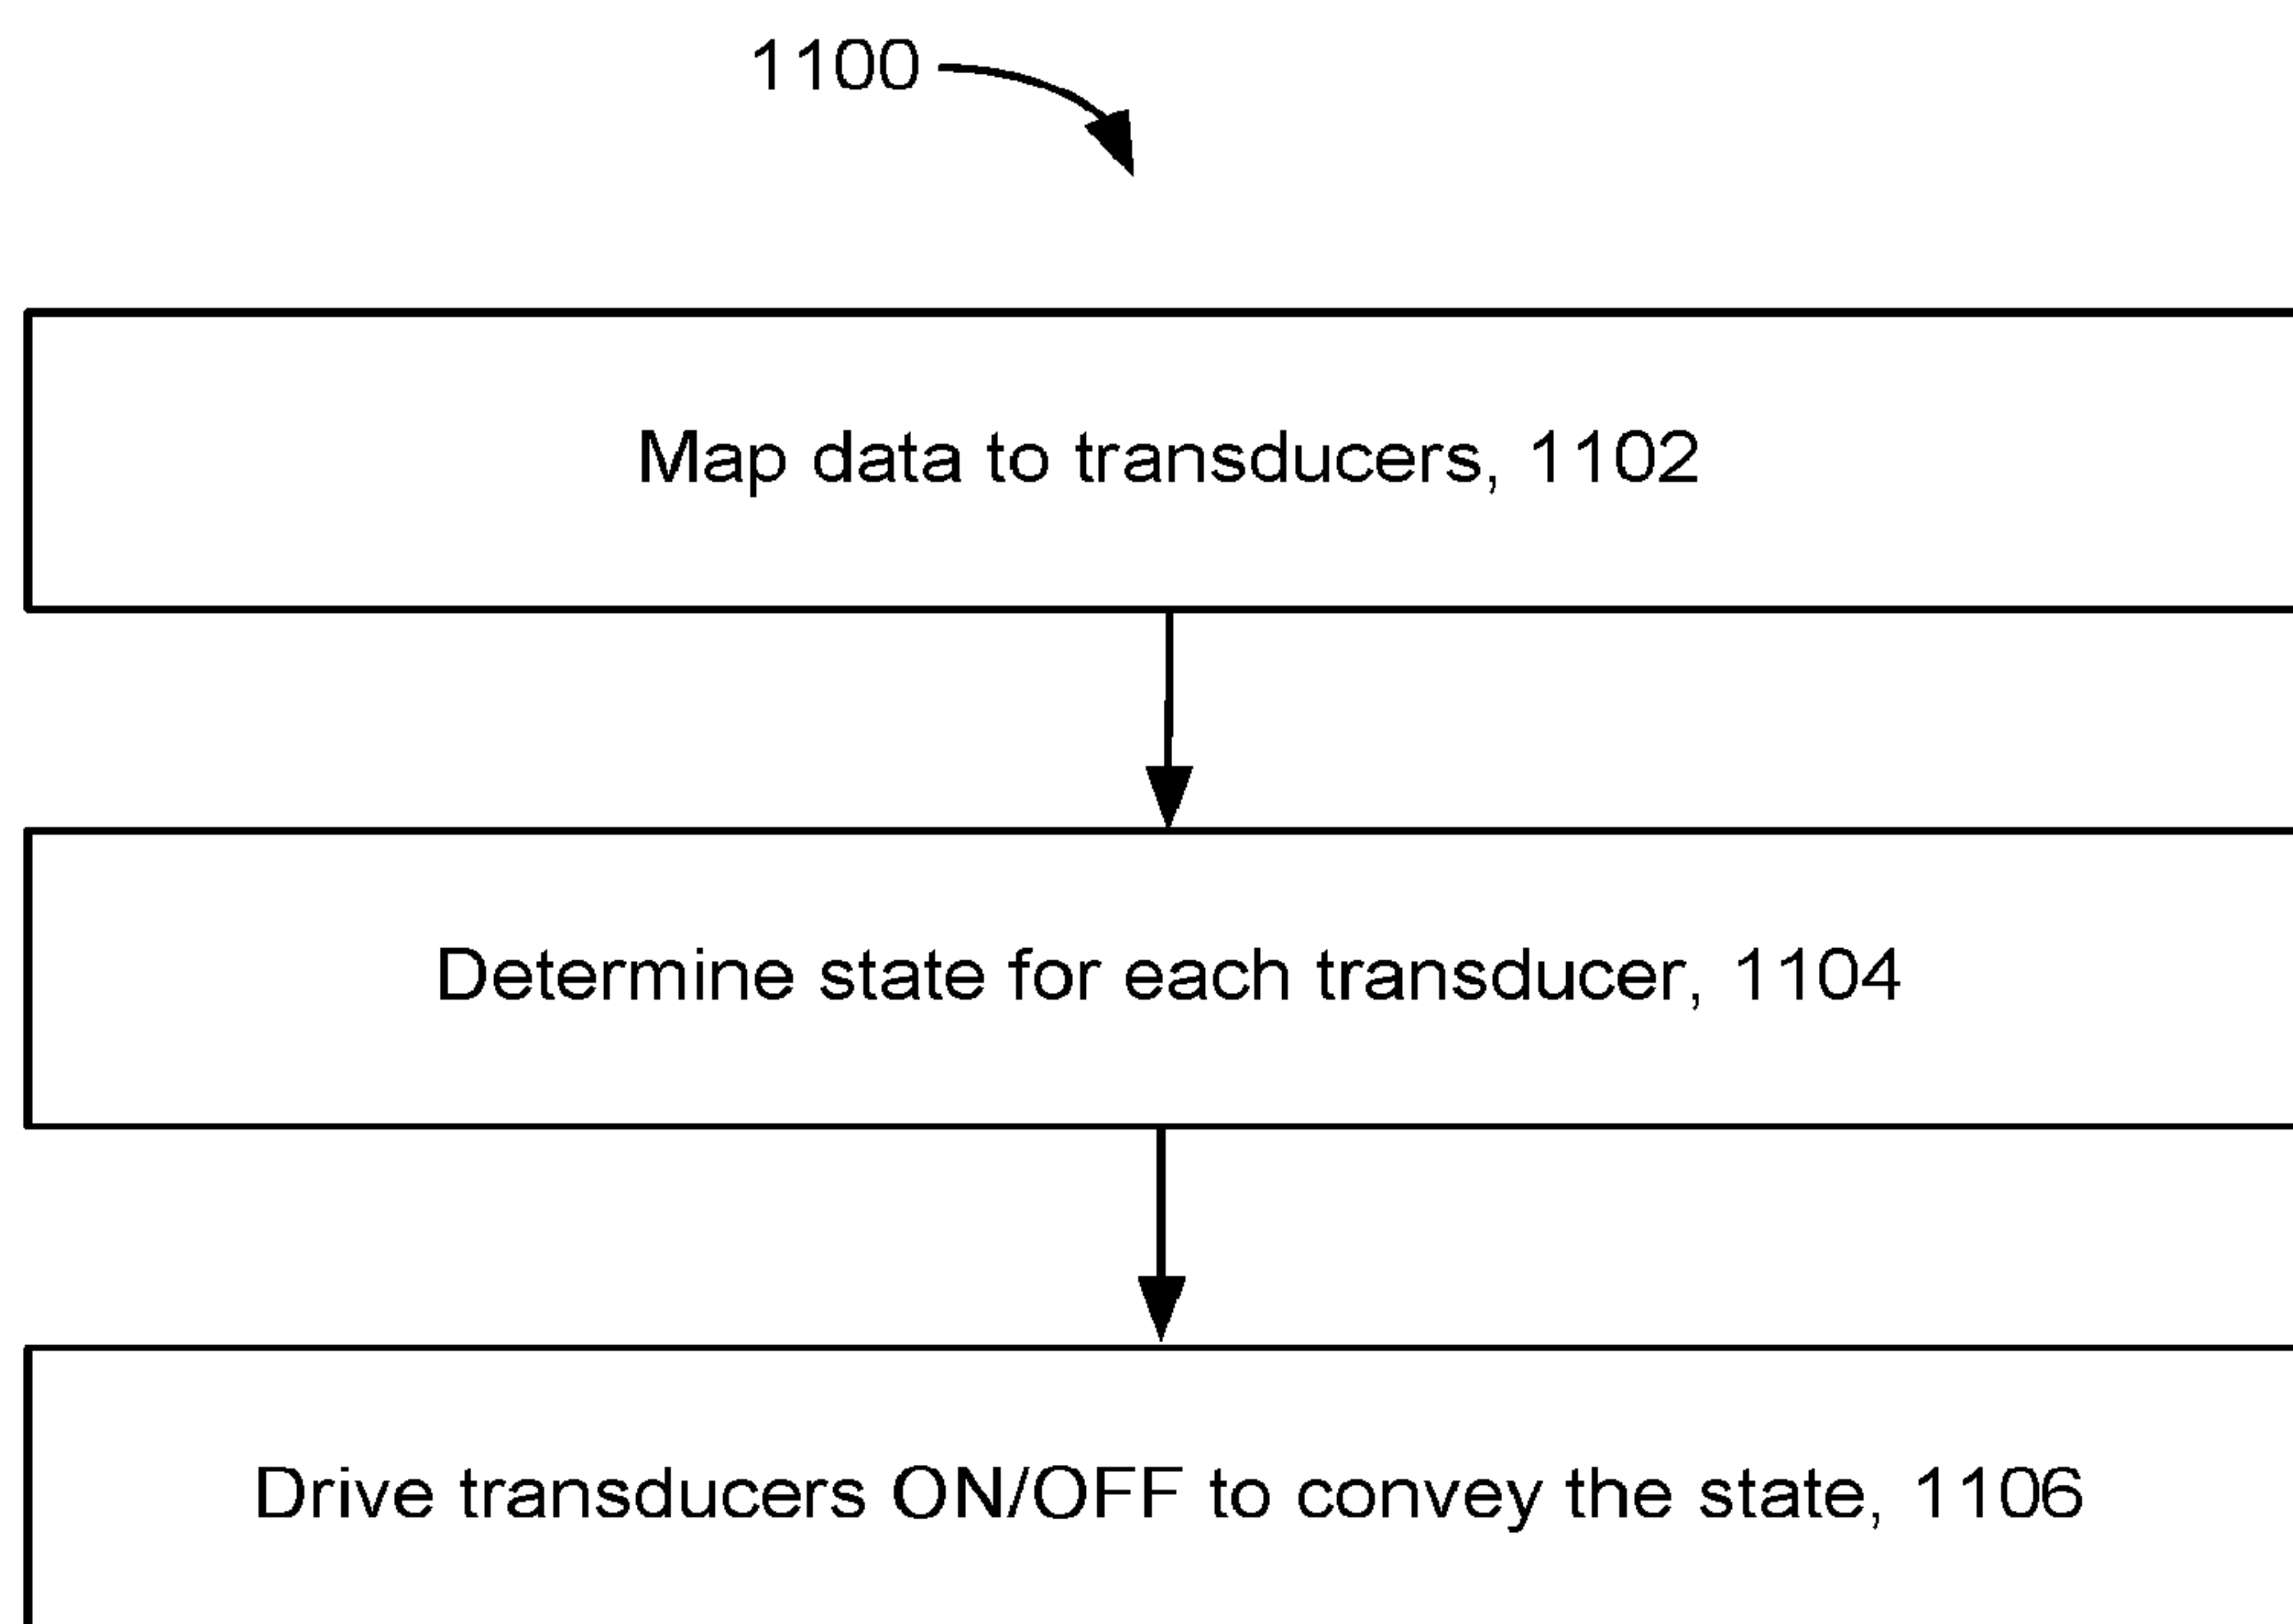 1100
Map data to transducers, 1102
Determine state for each transducer, 1104
Drive transducers ON/OFF to convey the state, 1106